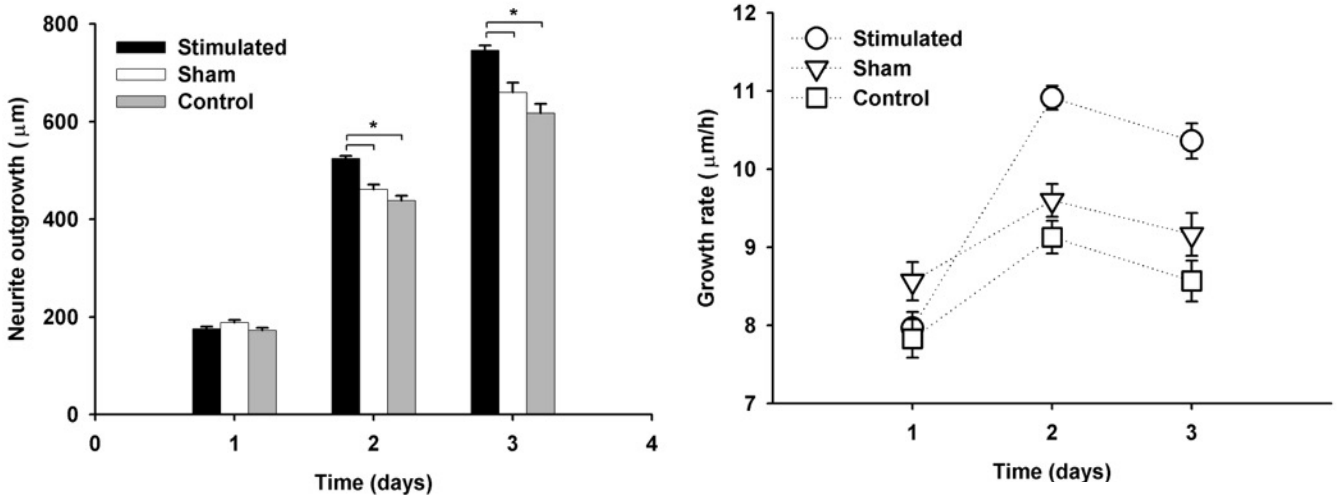 800
600
400
200
0
Neurite outgrowth (μm)
Stimulated
Sham
Control
*
*
0 1 2 3 4
Time (days)
12
11
10
9
8
7
Growth rate (μm/h)
Stimulated
Sham
Control
1 2 3
Time (days)